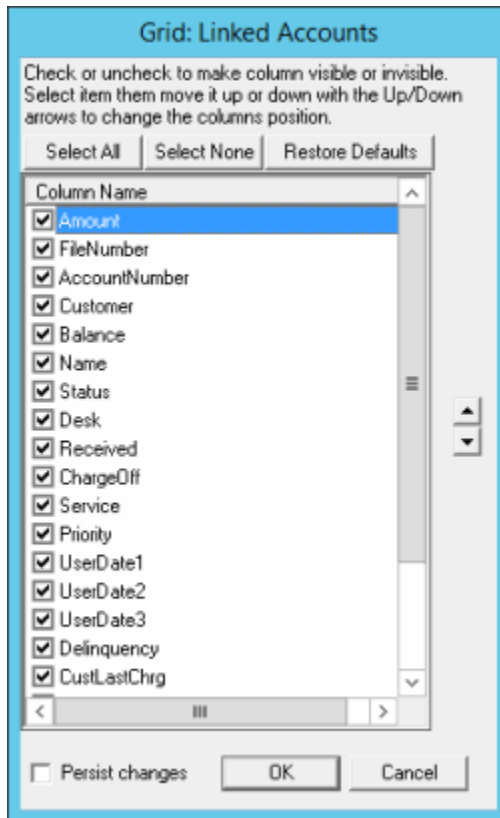 Grid: Linked Accounts
Check or uncheck to make column visible or invisible.
Select item them move it up or down with the Up/Down
arrows to change the columns position.
Select All Select None Restore Defaults
Column Name
Amount
FileNumber
AccountNumber
Customer
Balance
Name
Status
Desk
Received
ChargeOff
Service
Priority
UserDate1
UserDate2
UserDate3
Delinquency
CustLastChrg
Persist changes OK Cancel